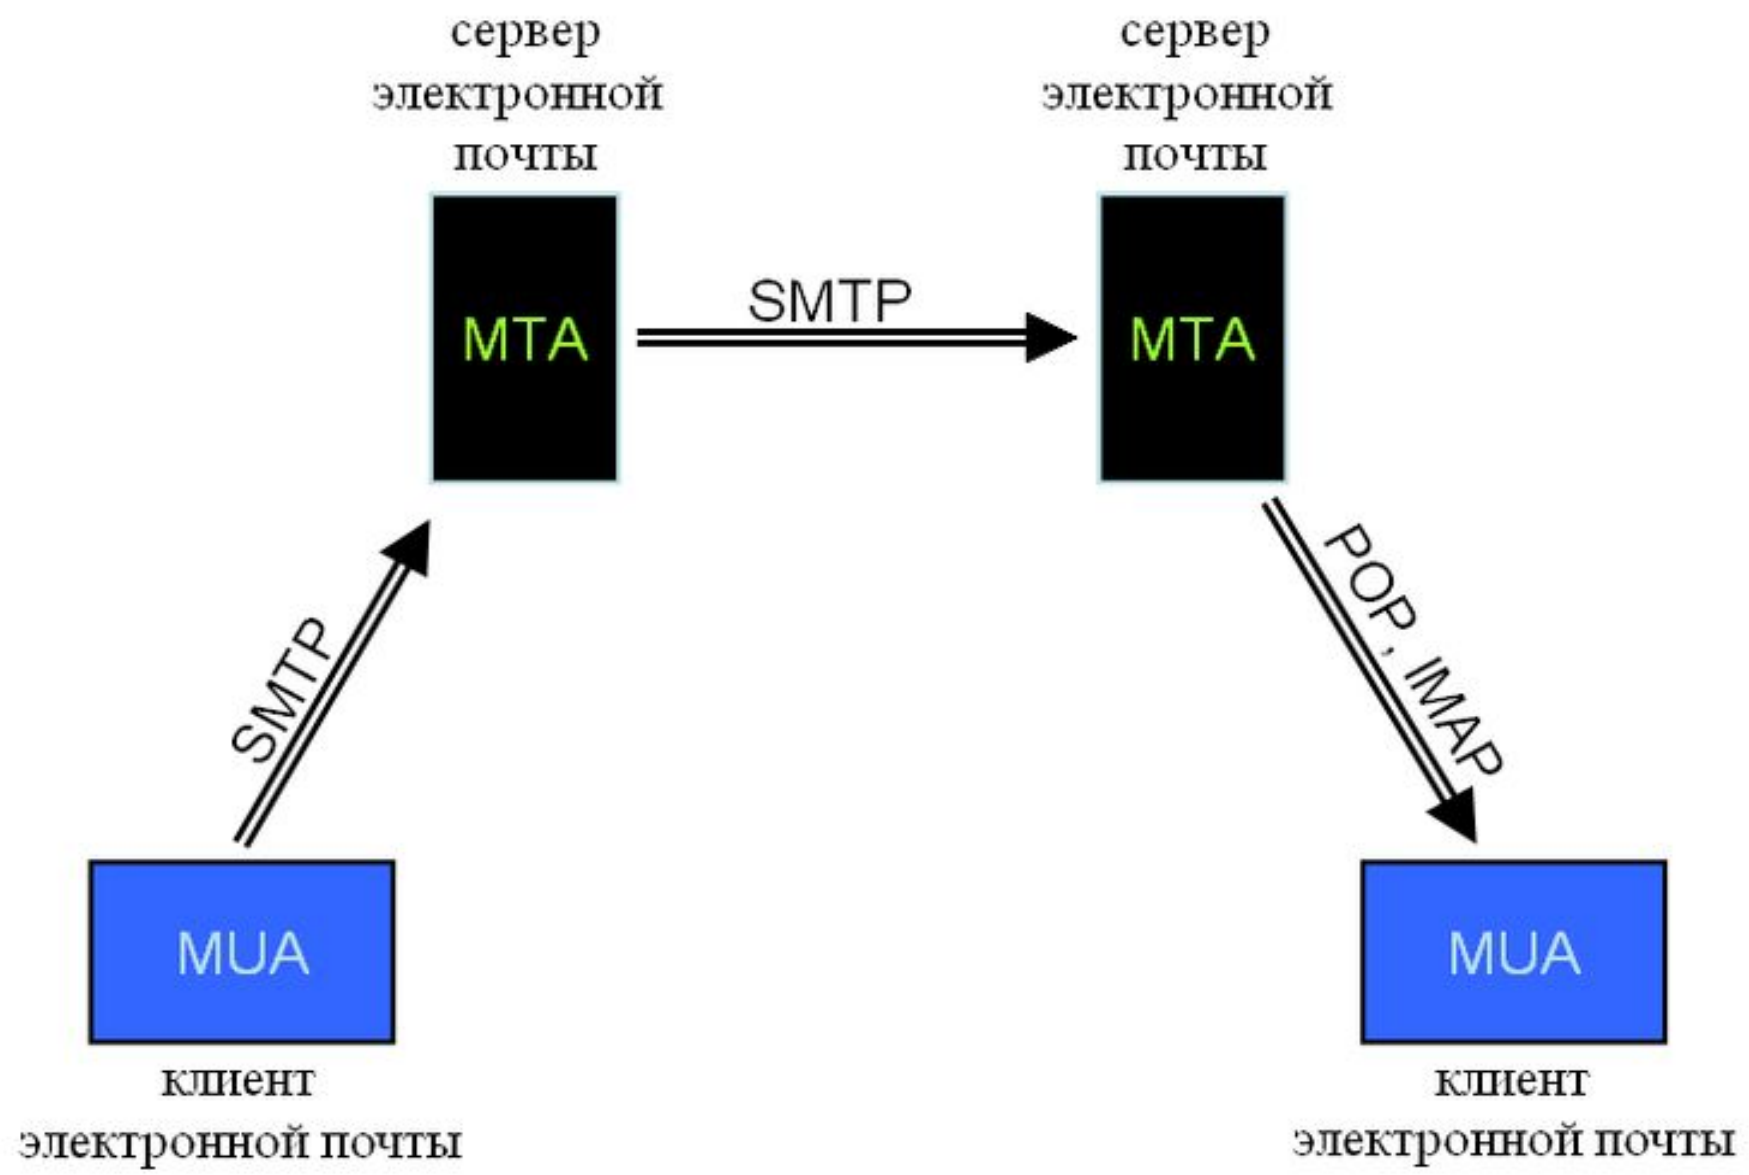 сервер
электронной
почты
сервер
электронной
почты
MTA
SMTP
MTA
SMTP
POP, IMAP
MUA
MUA
клиент
электронной почты
клиент
электронной почты